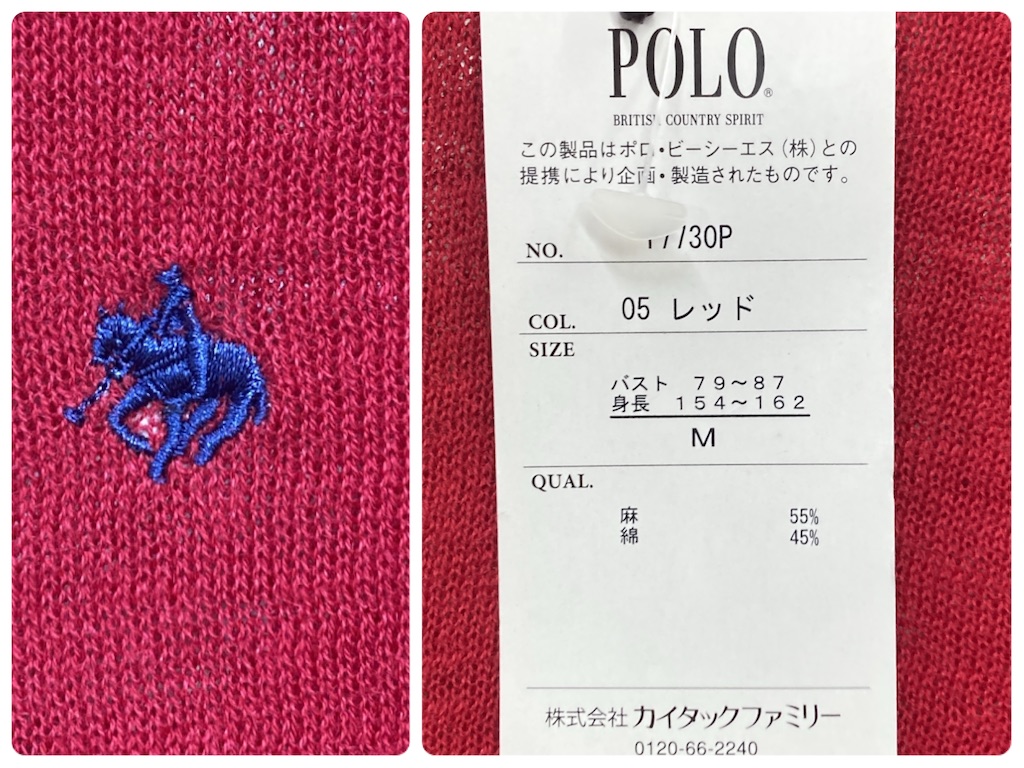 POLO®
BRITISH COUNTRY SPIRIT
この製品はポロ・ビーシーエス(株)との
提携により企画・製造されたものです。
NO.
COL. 05 レッド
SIZE
バスト 79〜87
身長 154〜162
M
QUAL.
麻 55%
綿 45%
株式会社 カイタックファミリー
0120-66-2240